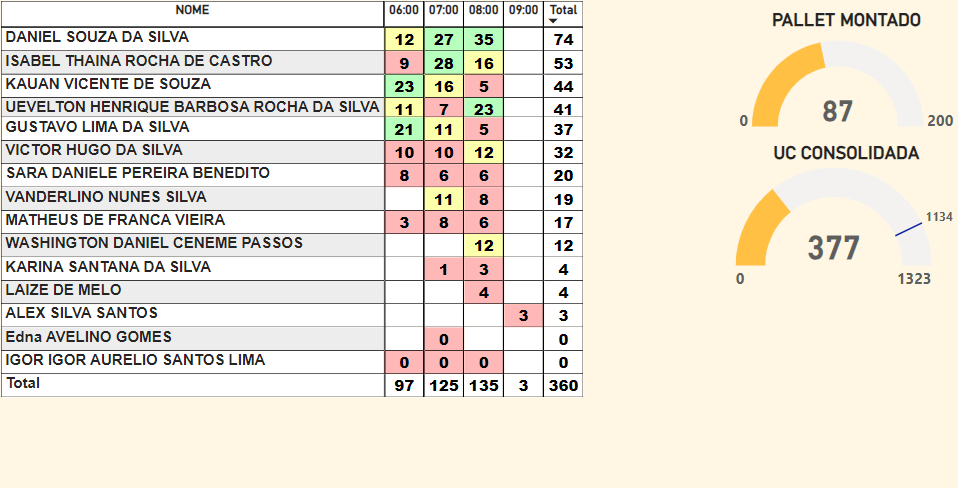 NOME 06:00 07:00 08:00 09:00 Total
DANIEL SOUZA DA SILVA 12 27 35 74
ISABEL THAINA ROCHA DE CASTRO 9 28 16 53
KAUAN VICENTE DE SOUZA 23 16 5 44
UEVELTON HENRIQUE BARBOSA ROCHA DA SILVA 11 7 23 41
GUSTAVO LIMA DA SILVA 21 11 5 37
VICTOR HUGO DA SILVA 10 10 12 32
SARA DANIELE PEREIRA BENEDITO 8 6 6 20
VANDERLINO NUNES SILVA 11 8 19
MATHEUS DE FRANCA VIEIRA 3 8 6 17
WASHINGTON DANIEL CENEME PASSOS 12 12
KARINA SANTANA DA SILVA 1 3 4
LAIZE DE MELO 4 4
ALEX SILVA SANTOS 3 3
Edna AVELINO GOMES 0 0
IGOR IGOR AURELIO SANTOS LIMA 0 0 0 0
Total 97 125 135 3 360
PALLET MONTADO
87
0 200
UC CONSOLIDADA
1134
377
0 1323